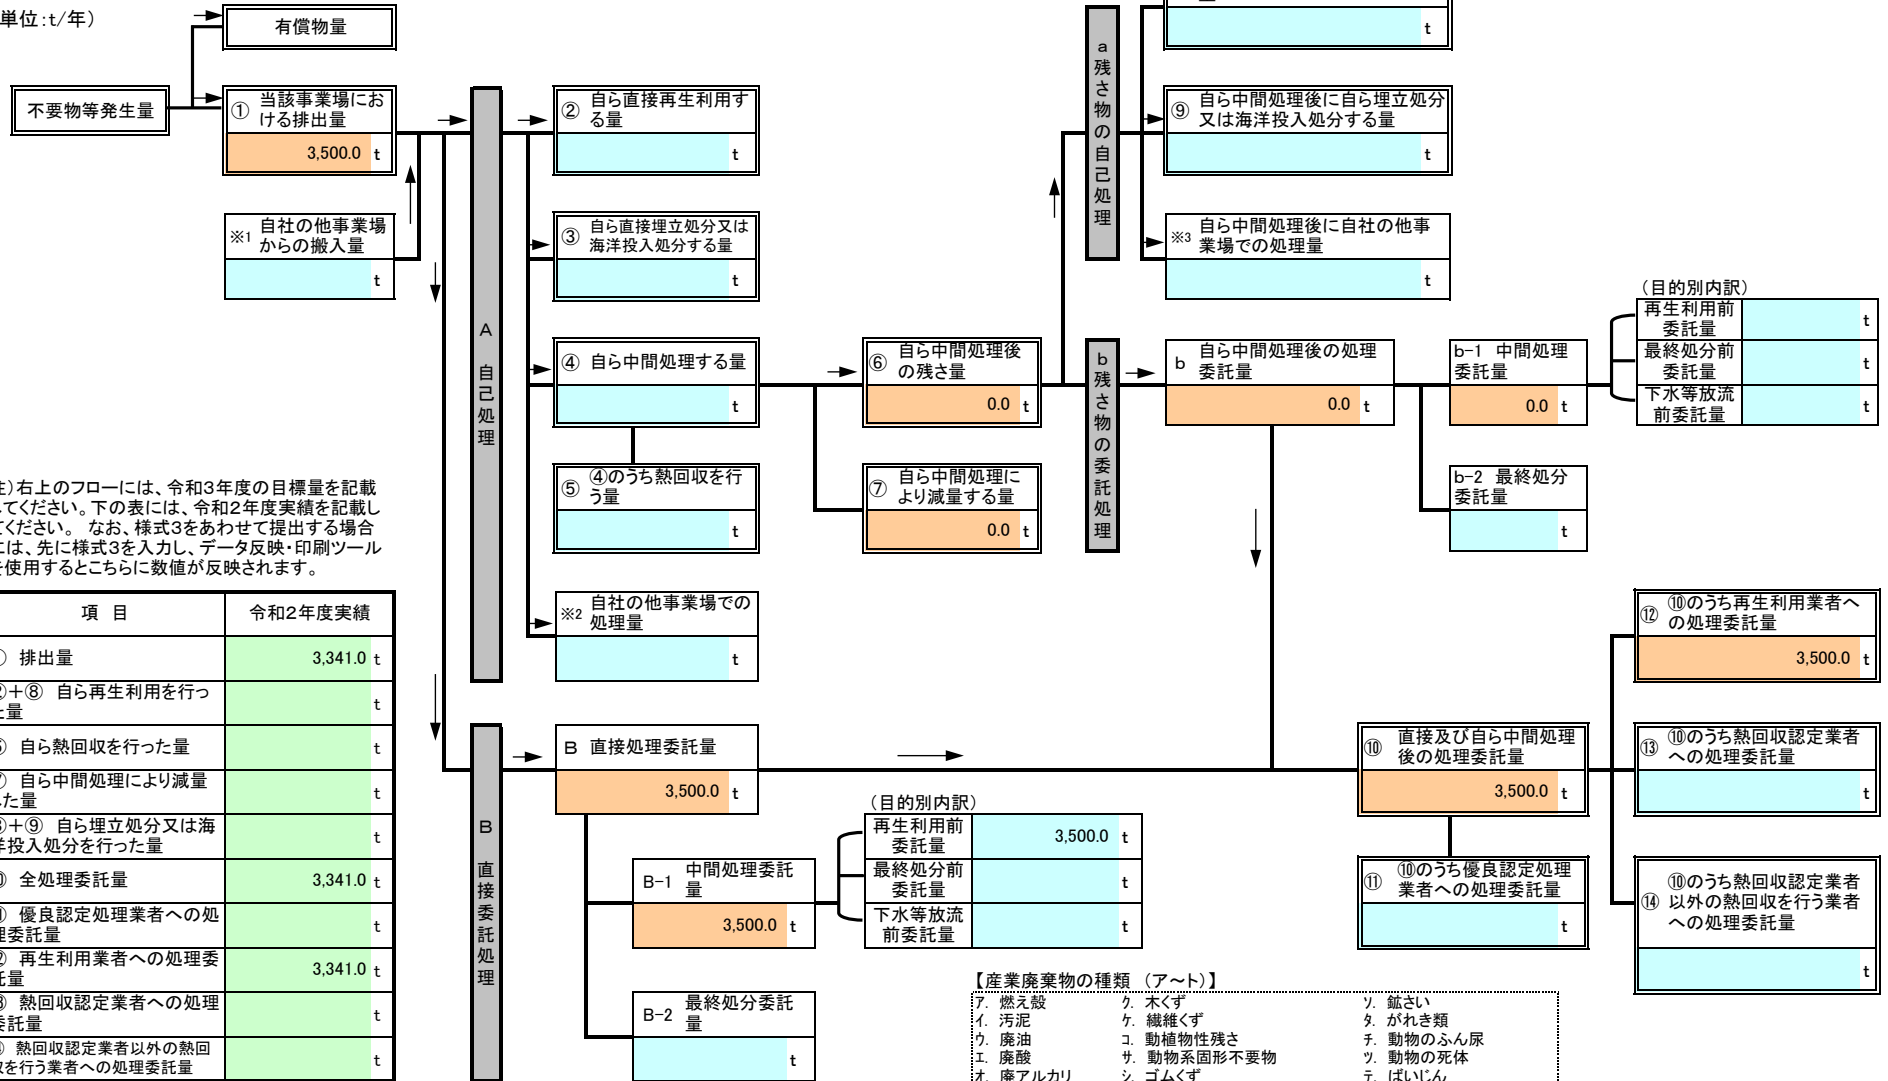 単位:t/年）
有償物量
不要物等発生量
① 当該事業場にお
ける排出量
3,500.0 t
※1 自社の他事業場
からの搬入量
t
A 自己処理
② 自ら直接再生利用す
る量
t
③ 自ら直接埋立処分又は
海洋投入処分する量
t
④ 自ら中間処理する量
t
⑤ ④のうち熱回収を行
う量
t
※2 自社の他事業場での
処理量
t
⑥ 自ら中間処理後
の残さ量
0.0 t
⑦ 自ら中間処理に
より減量する量
0.0 t
a 残さ物の自己処理
t
⑨ 自ら中間処理後に自ら埋立処分
又は海洋投入処分する量
t
※3 自ら中間処理後に自社の他事
業場での処理量
t
b 残さ物の委託処理
b 自ら中間処理後の処理
委託量
0.0 t
b-1 中間処理
委託量
0.0 t
b-2 最終処分
委託量
t
（目的別内訳）
再生利用前
委託量
t
最終処分前
委託量
t
下水等放流
前委託量
t
注）右上のフローには、令和３年度の目標量を記載
してください。下の表には、令和２年度実績を記載し
てください。 なお、様式３をあわせて提出する場合
には、先に様式３を入力し、データ反映・印刷ツール
を使用するとこちらに数値が反映されます。
項 目 令和２年度実績
排出量 3,341.0 t
②＋⑧ 自ら再生利用を行っ
た量 t
自ら熱回収を行った量 t
⑦ 自ら中間処理により減量
した量 t
③＋⑨ 自ら埋立処分又は海
洋投入処分を行った量 t
全処理委託量 3,341.0 t
⑪ 優良認定処理業者への処
理委託量 t
⑫ 再生利用業者への処理委
託量 3,341.0 t
⑬ 熱回収認定業者への処理
委託量 t
⑭ 熱回収認定業者以外の熱回
収を行う業者への処理委託量 t
B 直接委託処理
B 直接処理委託量
3,500.0 t
B-1 中間処理委託
量
3,500.0 t
（目的別内訳）
再生利用前
委託量
3,500.0 t
最終処分前
委託量
t
下水等放流
前委託量
t
B-2 最終処分委託
量
t
⑩ 直接及び自ら中間処理
後の処理委託量
3,500.0 t
⑪ ⑩のうち優良認定処理
業者への処理委託量
t
⑫ ⑩のうち再生利用業者へ
の処理委託量
3,500.0 t
⑬ ⑩のうち熱回収認定業者
への処理委託量
t
⑭ ⑩のうち熱回収認定業者
以外の熱回収を行う業者
への処理委託量
t
【産業廃棄物の種類 （ア～ト）】
ア. 燃え殻 ク. 木くず ソ. 鉱さい
イ. 汚泥 ケ. 繊維くず タ. がれき類
ウ. 廃油 コ. 動植物性残さ チ. 動物のふん尿
エ. 廃酸 サ. 動物系固形不要物 ツ. 動物の死体
オ. 廃アルカリ シ. ゴムくず テ. ばいじん